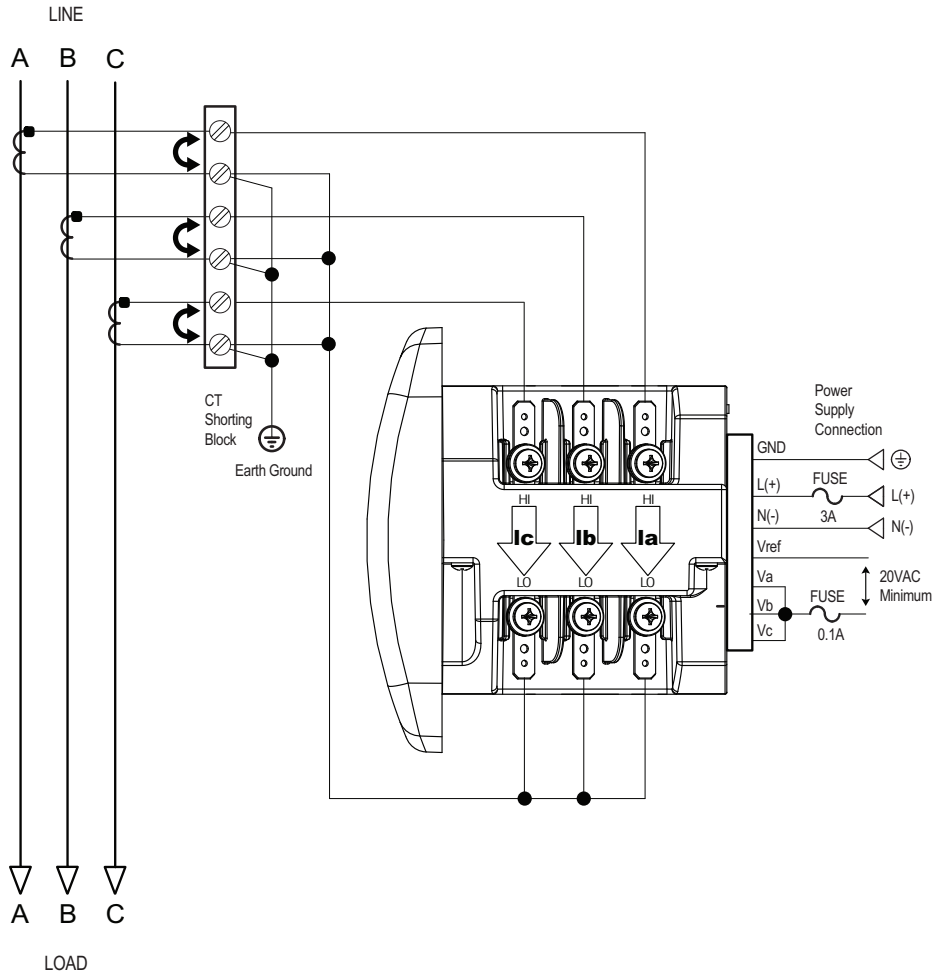 LINE
A B C
CT
Shorting
Block
Earth Ground
HI HI HI
Ic Ib Ia
LO LO LO
Power
Supply
Connection
GND
L(+) FUSE L(+)
3A
N(-) N(-)
Vref
Va
Vb
Vc
20VAC
Minimum
FUSE
0.1A
A B C
LOAD